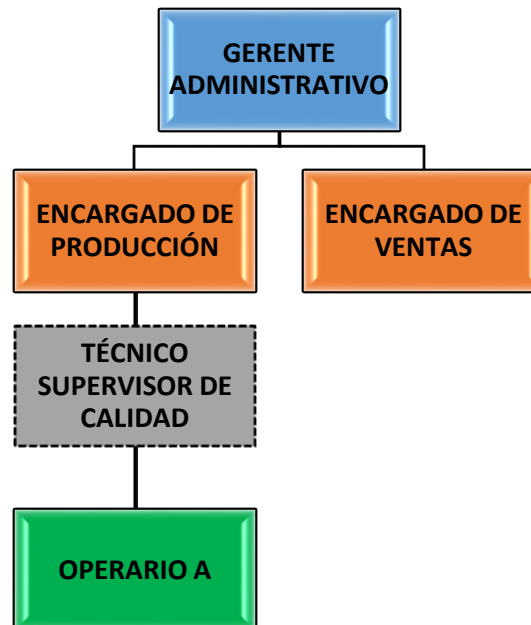 GERENTE
ADMINISTRATIVO
ENCARGADO DE
PRODUCCIÓN
ENCARGADO DE
VENTAS
TÉCNICO
SUPERVISOR DE
CALIDAD
OPERARIO A